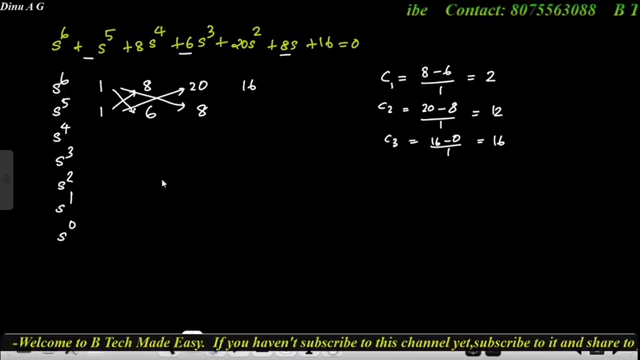 Dinu A G
ibe Contact: 8075563088 B T
s^6 + s^5 + 8s^4 + 6s^3 + 20s^2 + 8s + 16 = 0
s^6 1 8 20 16
s^5 1 6 8
s^4
s^3
s^2
s^1
s^0
C1 = 8-6/1 = 2
C2 = 20-8/1 = 12
C3 = 16-0/1 = 16
-Welcome to B Tech Made Easy. If you haven't subscribe to this channel yet,subscribe to it and share to